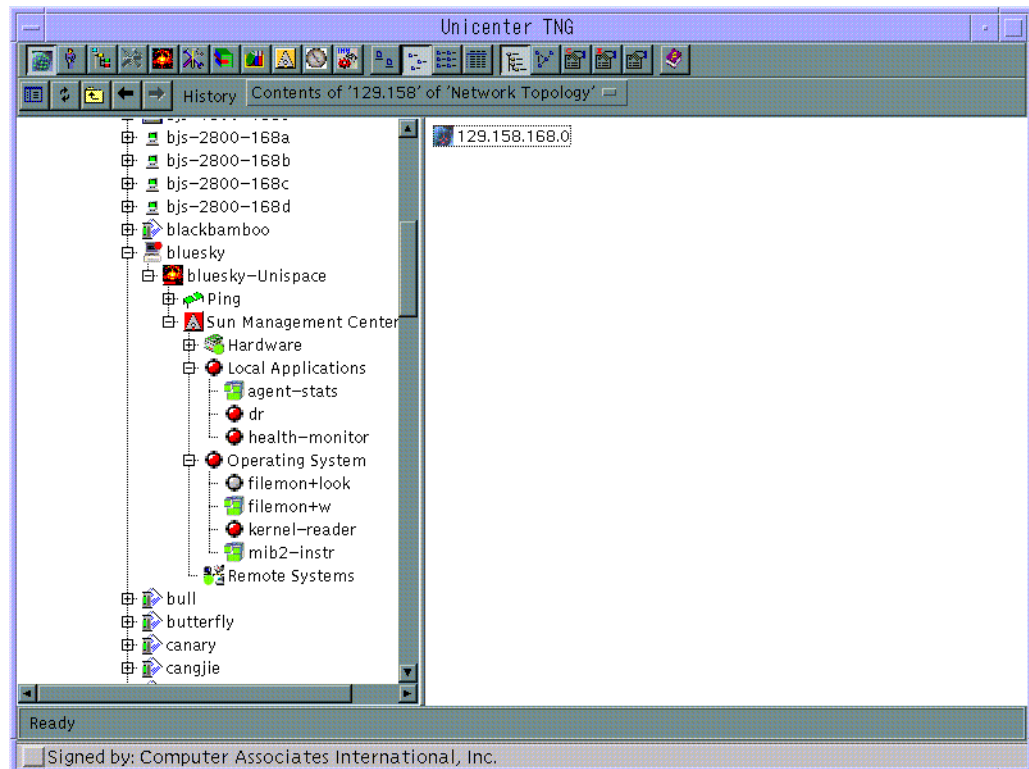 Unicenter TNG
History Contents of '129.158' of 'Network Topology'
bjs-2800-168a
bjs-2800-168b
bjs-2800-168c
bjs-2800-168d
blackbamboo
bluesky
bluesky-Unispace
Ping
Sun Management Center
Hardware
Local Applications
agent-stats
dr
health-monitor
Operating System
filemon+look
filemon+w
kernel-reader
mib2-instr
Remote Systems
bull
butterfly
canary
cangjie
129.158.168.0
Ready
Signed by: Computer Associates International, Inc.